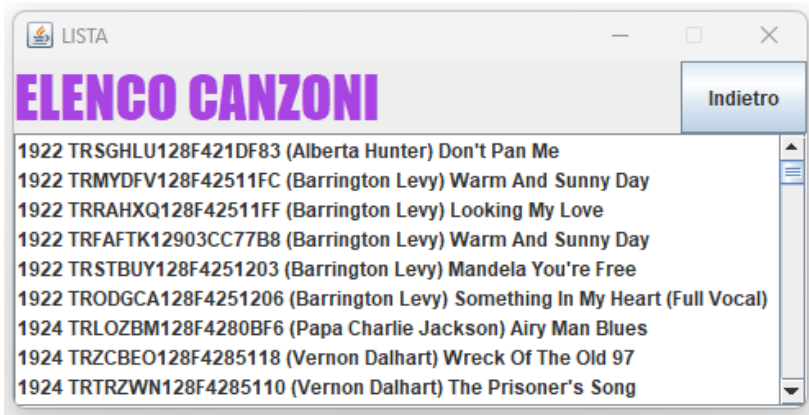 LISTA
ELENCO CANZONI
Indietro
1922 TRSGHLU128F421DF83 (Alberta Hunter) Don't Pan Me
1922 TRMYDFV128F42511FC (Barrington Levy) Warm And Sunny Day
1922 TRRAHXQ128F42511FF (Barrington Levy) Looking My Love
1922 TRFAFTK12903CC77B8 (Barrington Levy) Warm And Sunny Day
1922 TRSTBUY128F4251203 (Barrington Levy) Mandela You're Free
1922 TRODGCA128F4251206 (Barrington Levy) Something In My Heart (Full Vocal)
1924 TRLOZBM128F4280BF6 (Papa Charlie Jackson) Airy Man Blues
1924 TRZCBEO128F4285118 (Vernon Dalhart) Wreck Of The Old 97
1924 TRTRZWN128F4285110 (Vernon Dalhart) The Prisoner's Song